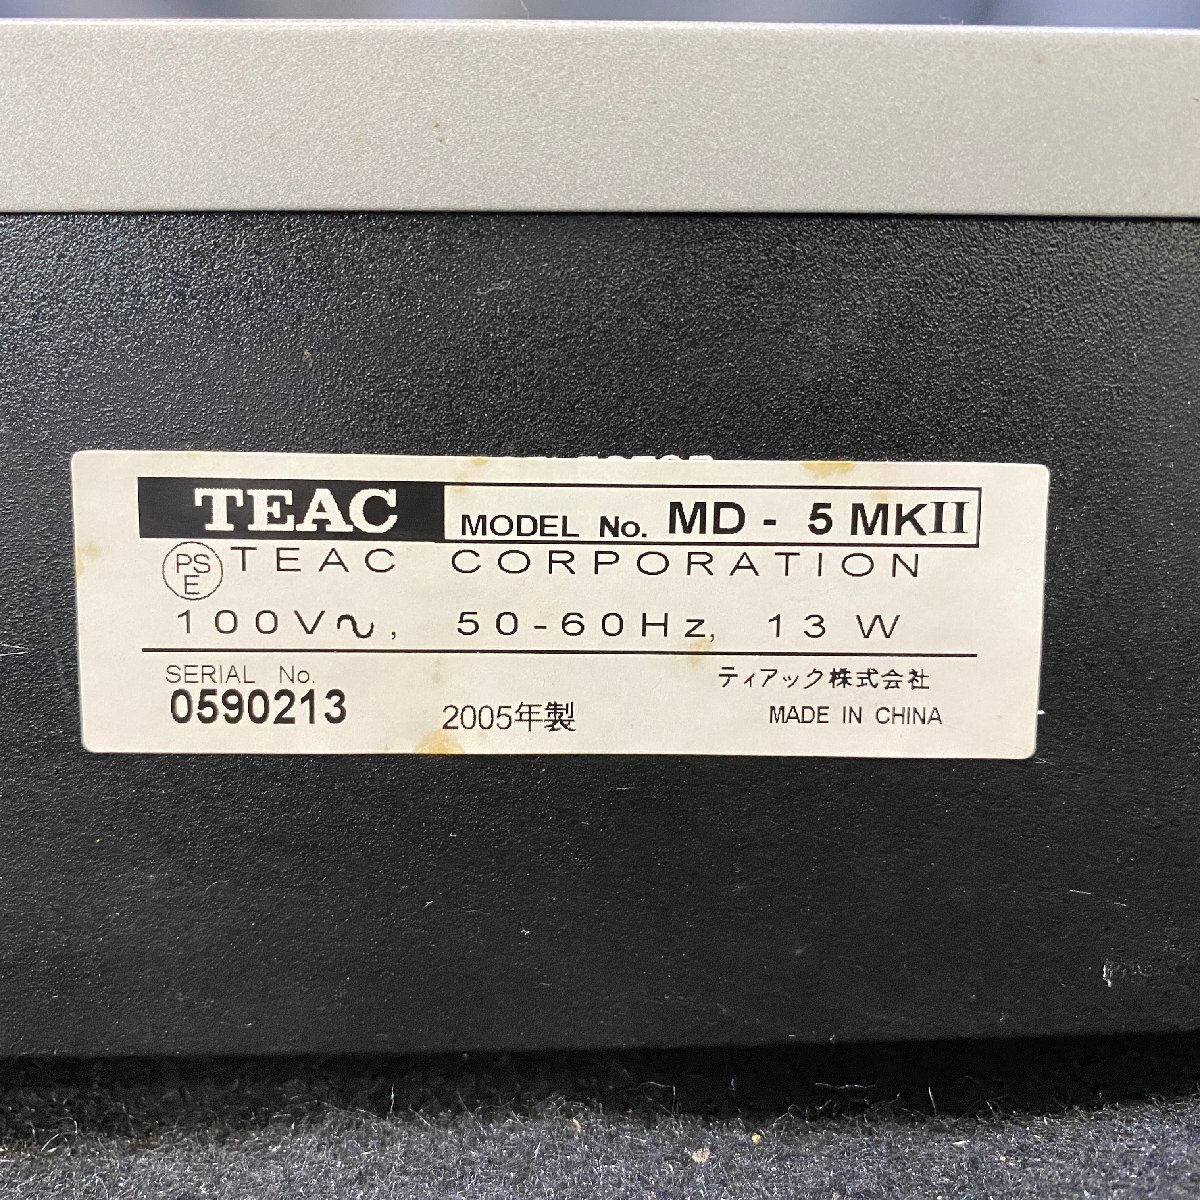 TEAC MODEL No. MD - 5 MKII
PSE TEAC CORPORATION
100V～, 50-60Hz, 13 W
SERIAL No. ティアック株式会社
0590213 2005年製 MADE IN CHINA